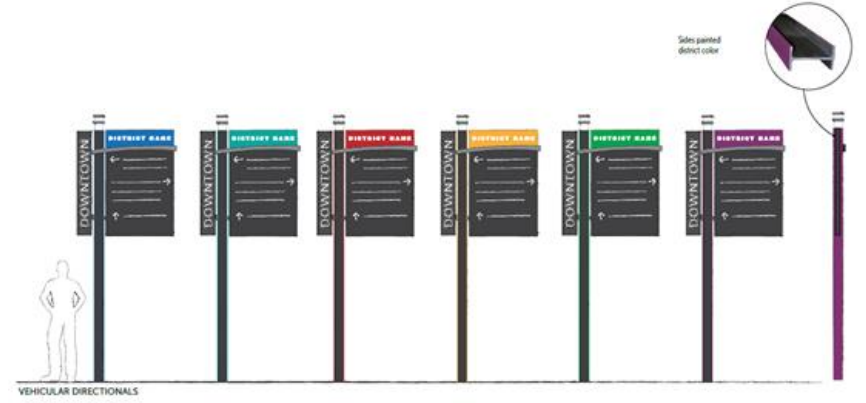 Sides painted
district color
DOWNTOWN
DISTRICT NAME
DOWNTOWN
DISTRICT NAME
DOWNTOWN
DISTRICT NAME
DOWNTOWN
DISTRICT NAME
DOWNTOWN
DISTRICT NAME
DOWNTOWN
DISTRICT NAME
VEHICULAR DIRECTIONALS